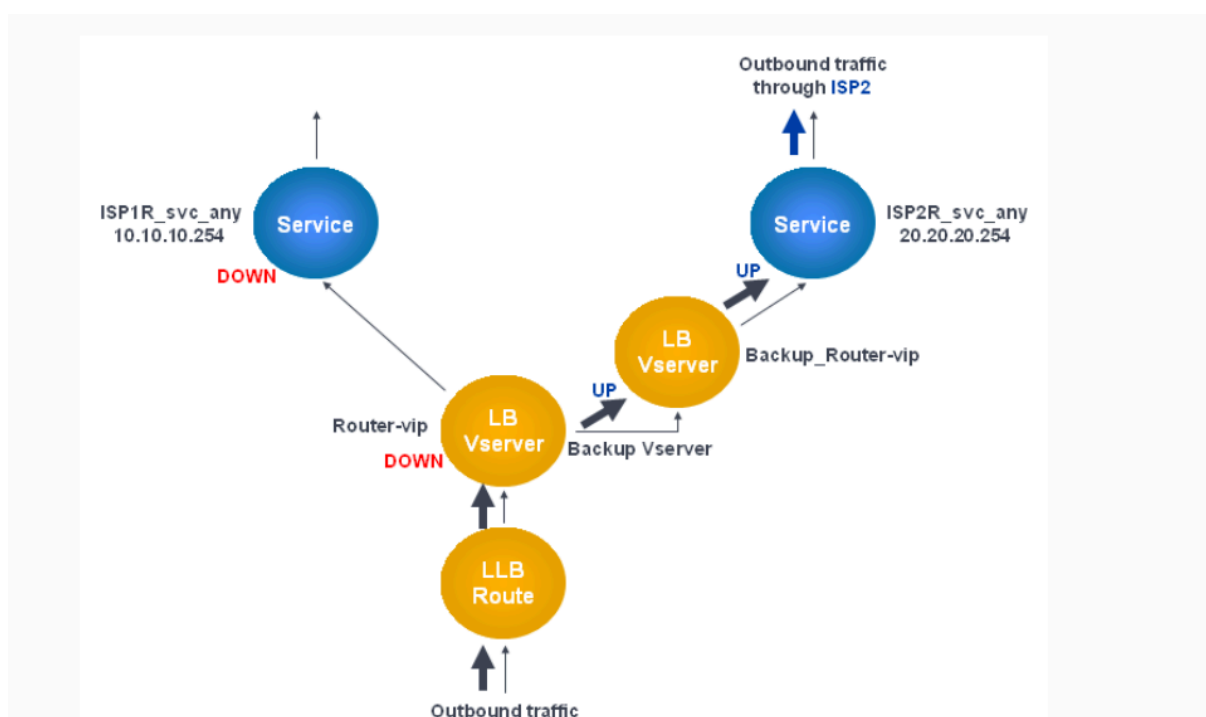 Outbound traffic
through ISP2
ISP1R_svc_any
10.10.10.254
Service
DOWN
Service
ISP2R_svc_any
20.20.20.254
UP
LB
Vserver
Backup_Router-vip
UP
Router-vip
DOWN
LB
Vserver
Backup Vserver
LLB
Route
Outbound traffic